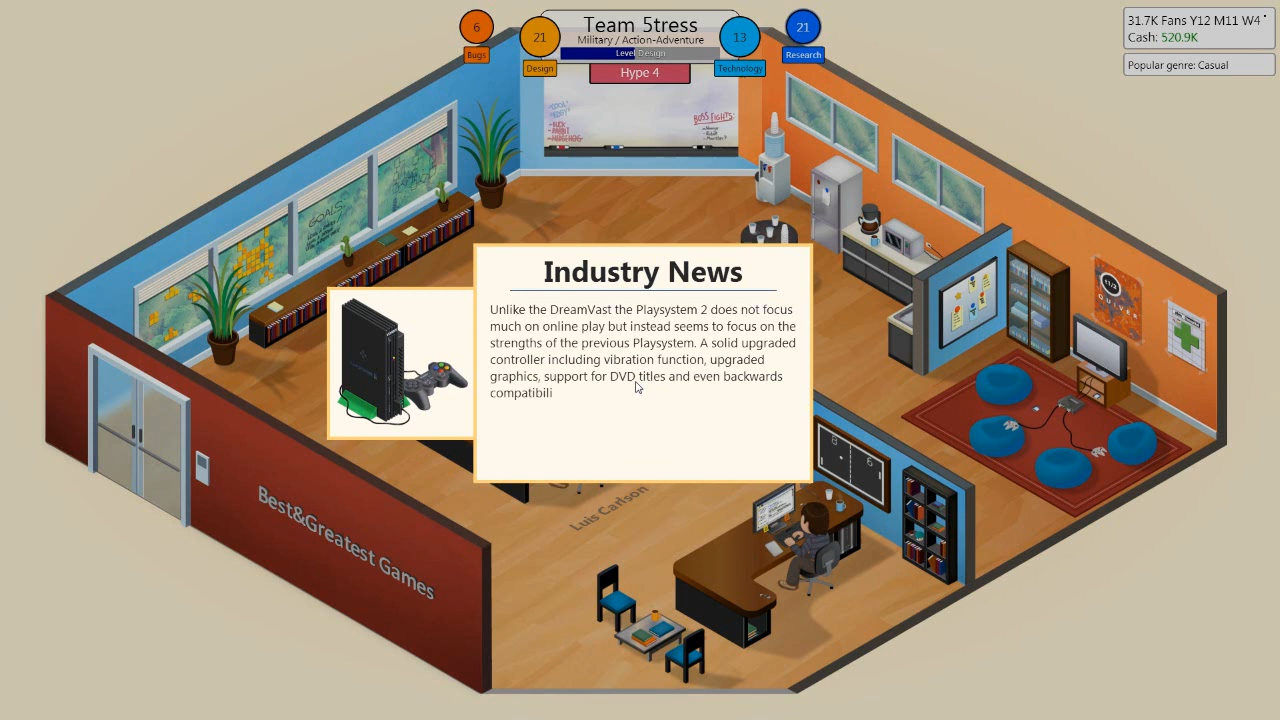 Team 5tress
Military / Action-Adventure
Level Design
Hype 4
6
Bugs
21
Design
13
Technology
21
Research
31.7K Fans Y12 M11 W4
Cash: 520.9K
Popular genre: Casual
BOSS FIGHTS:
GOALS:
Industry News
Unlike the DreamVast the Playsystem 2 does not focus
much on online play but instead seems to focus on the
strengths of the previous Playsystem. A solid upgraded
controller including vibration function, upgraded
graphics, support for DVD titles and even backwards
compatibili
Luis Carlson
Best&Greatest Games